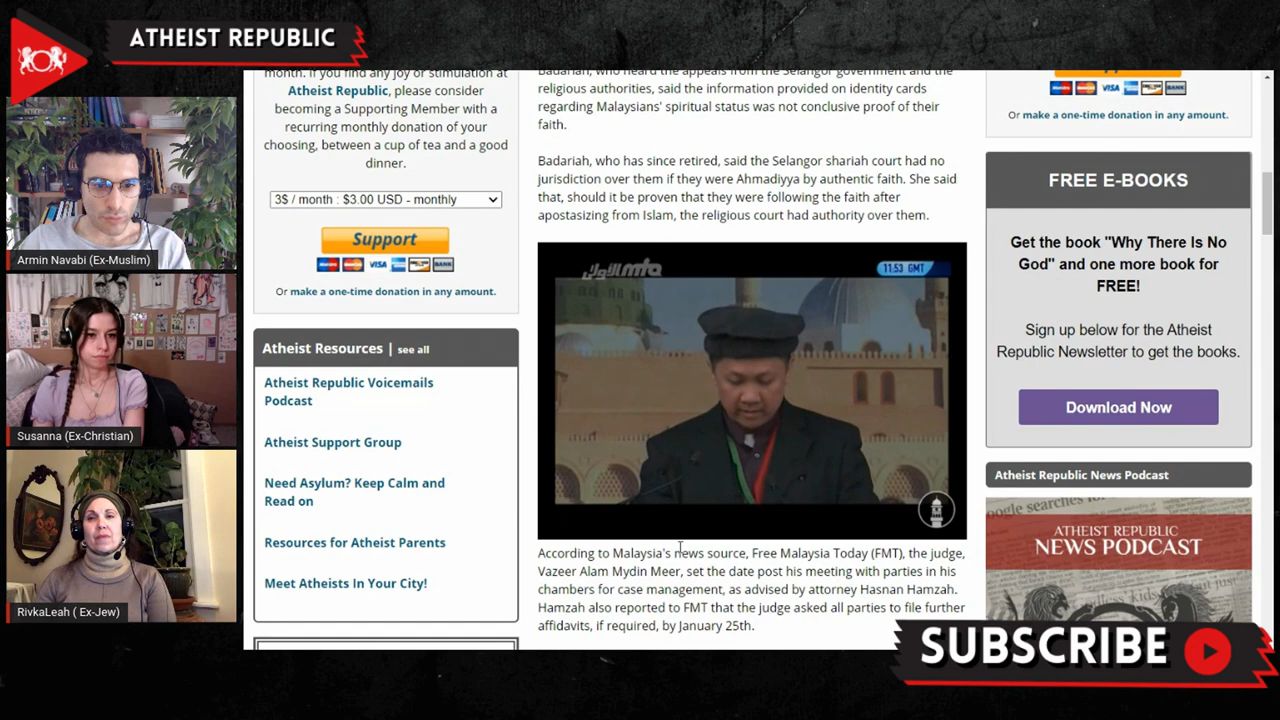 ATHEIST REPUBLIC
Armin Navabi (Ex-Muslim)
Susanna (Ex-Christian)
RivkaLeah ( Ex-Jew)
month. If you find any joy or stimulation at
Atheist Republic, please consider
becoming a Supporting Member with a
recurring monthly donation of your
choosing, between a cup of tea and a good
dinner.
3$ / month : $3.00 USD - monthly
Support
VISA
BANK
Or make a one-time donation in any amount.
Atheist Resources | see all
Atheist Republic Voicemails
Podcast
Atheist Support Group
Need Asylum? Keep Calm and
Read on
Resources for Atheist Parents
Meet Atheists In Your City!
Badariah, who heard the appeals from the Selangor government and the
religious authorities, said the information provided on identity cards
regarding Malaysians' spiritual status was not conclusive proof of their
faith.
Badariah, who has since retired, said the Selangor shariah court had no
jurisdiction over them if they were Ahmadiyya by authentic faith. She said
that, should it be proven that they were following the faith after
apostasizing from Islam, the religious court had authority over them.
mta
11:53 GMT
According to Malaysia's news source, Free Malaysia Today (FMT), the judge,
Vazeer Alam Mydin Meer, set the date post his meeting with parties in his
chambers for case management, as advised by attorney Hasnan Hamzah.
Hamzah also reported to FMT that the judge asked all parties to file further
affidavits, if required, by January 25th.
VISA
BANK
Or make a one-time donation in any amount.
FREE E-BOOKS
Get the book "Why There Is No
God" and one more book for
FREE!
Sign up below for the Atheist
Republic Newsletter to get the books.
Download Now
Atheist Republic News Podcast
ATHEIST REPUBLIC
NEWS PODCAST
SUBSCRIBE